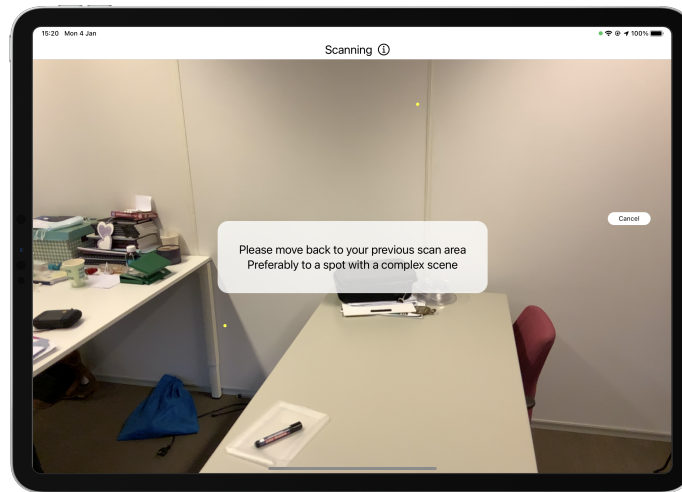 15:20 Mon 4 Jan
100%
Scanning
Cancel
Please move back to your previous scan area
Preferably to a spot with a complex scene